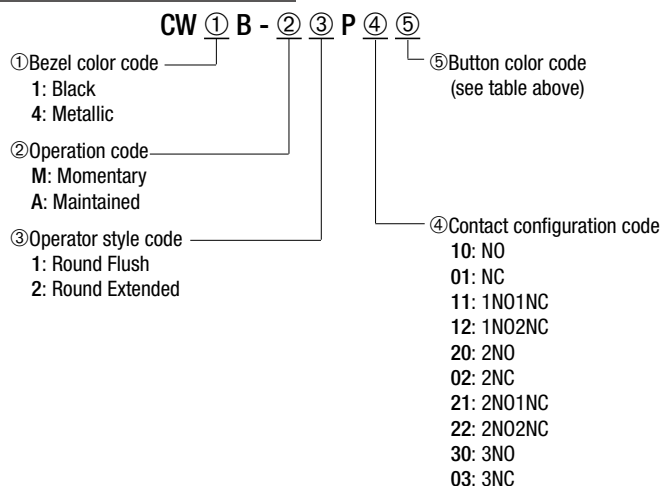 CW ① B - ② ③ P ④ ⑤
①Bezel color code
1: Black
4: Metallic
②Operation code
M: Momentary
A: Maintained
③Operator style code
1: Round Flush
2: Round Extended
⑤Button color code
(see table above)
④Contact configuration code
10: NO
01: NC
11: 1NO1NC
12: 1NO2NC
20: 2NO
02: 2NC
21: 2NO1NC
22: 2NO2NC
30: 3NO
03: 3NC